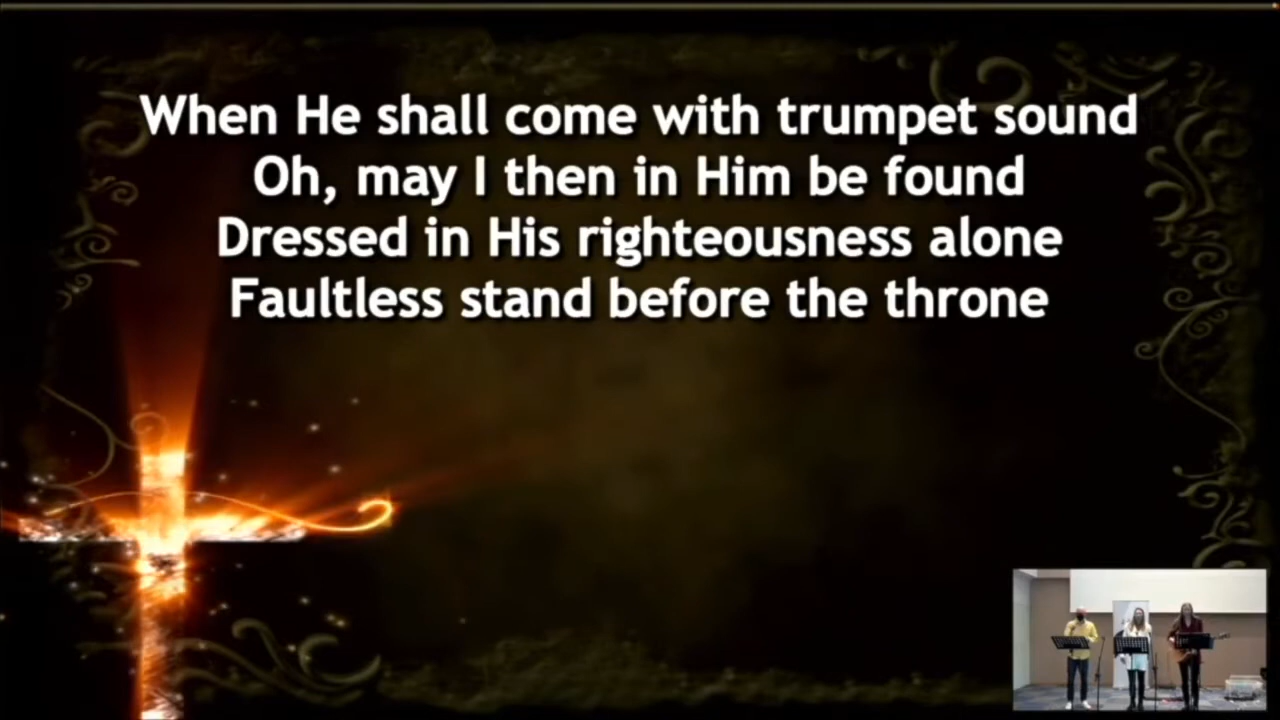 When He shall come with trumpet sound
Oh, may I then in Him be found
Dressed in His righteousness alone
Faultless stand before the throne